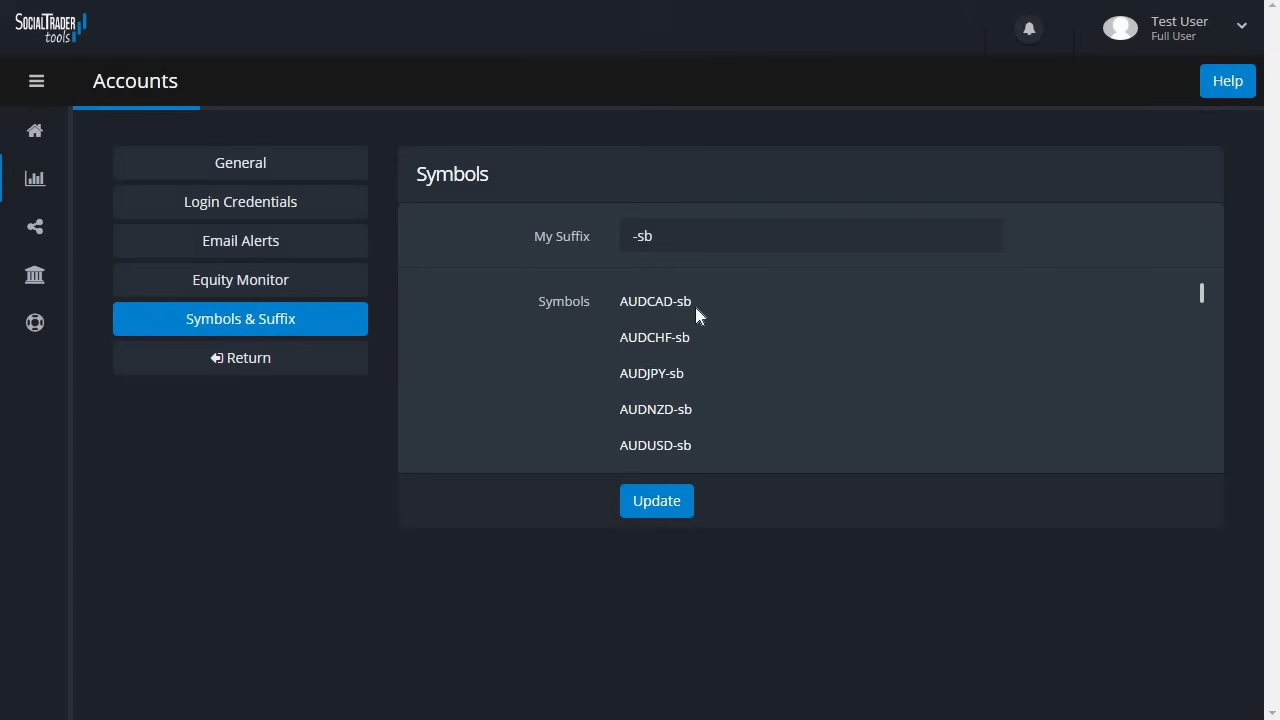 SOCIALTRADER
tools
Test User
Full User
Accounts
Help
General
Login Credentials
Email Alerts
Equity Monitor
Symbols & Suffix
Return
Symbols
My Suffix
-sb
Symbols
AUDCAD-sb
AUDCHF-sb
AUDJPY-sb
AUDNZD-sb
AUDUSD-sb
Update